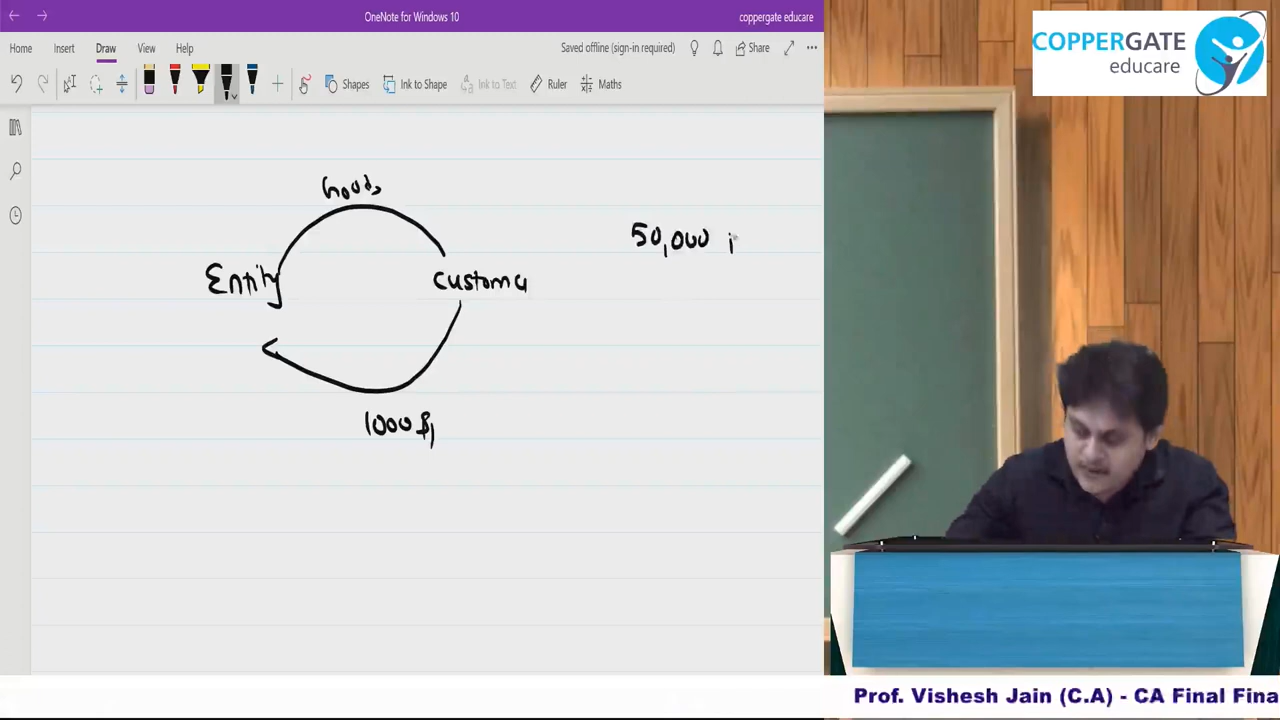 OneNote for Windows 10
coppergate educare
Home Insert Draw View Help
Saved offline (sign-in required)
Share
Shapes
Ink to Shape
Ink to Text
Ruler
Maths
COPPERGATE
educare
Goods
50,000 i
Entity
Custome
1000 $,
Prof. Vishesh Jain (C.A) - CA Final Fina